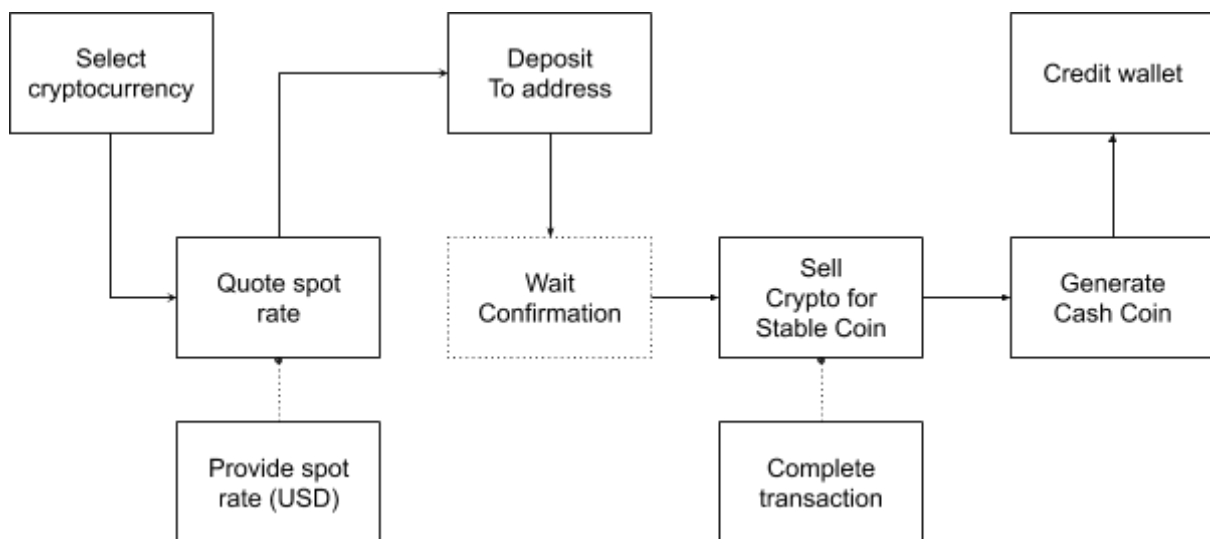 Select
cryptocurrency
Deposit
To address
Credit wallet
Quote spot
rate
Wait
Confirmation
Sell
Crypto for
Stable Coin
Generate
Cash Coin
Provide spot
rate (USD)
Complete
transaction